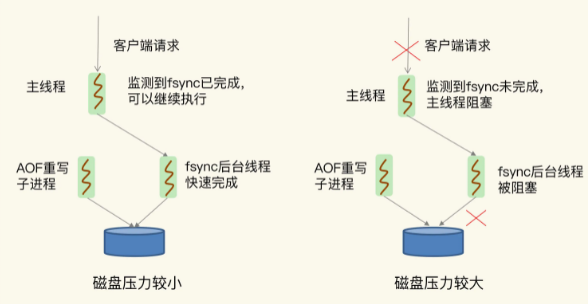 客户端请求
主线程
监测到fsync已完成，
可以继续执行
AOF重写
子进程
fsync后台线程
快速完成
磁盘压力较小
客户端请求
主线程
监测到fsync未完成，
主线程阻塞
AOF重写
子进程
fsync后台线程
被阻塞
磁盘压力较大